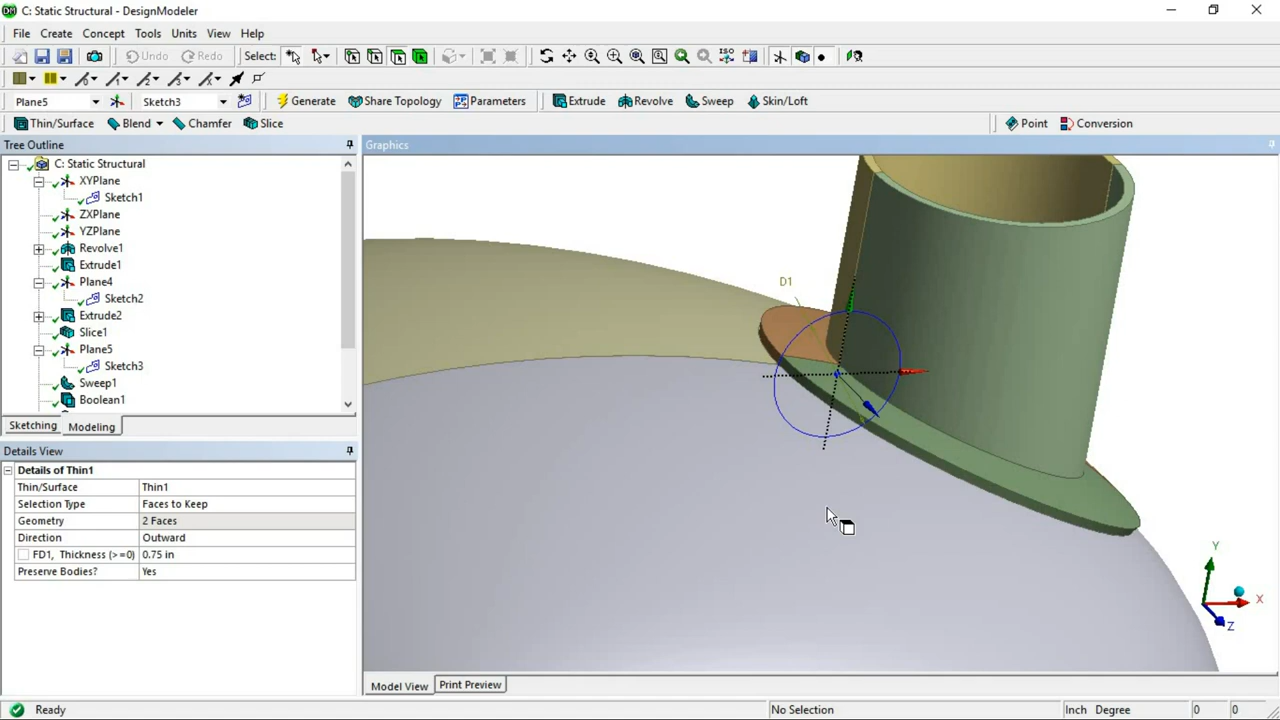 C: Static Structural - DesignModeler
File Create Concept Tools Units View Help
Undo Redo Select: ISO
Plane5 Sketch3 Generate Share Topology Parameters Extrude Revolve Sweep Skin/Loft
Thin/Surface Blend Chamfer Slice Point Conversion
Tree Outline
C: Static Structural
XYPlane
Sketch1
ZXPlane
YZPlane
Revolve1
Extrude1
Plane4
Sketch2
Extrude2
Slice1
Plane5
Sketch3
Sweep1
Boolean1
Sketching Modeling
Details View
Details of Thin1
Thin/Surface Thin1
Selection Type Faces to Keep
Geometry 2 Faces
Direction Outward
FD1, Thickness (>=0) 0.75 in
Preserve Bodies? Yes
Graphics
D1
Y
X
Z
Model View Print Preview
Ready No Selection Inch Degree 0 0